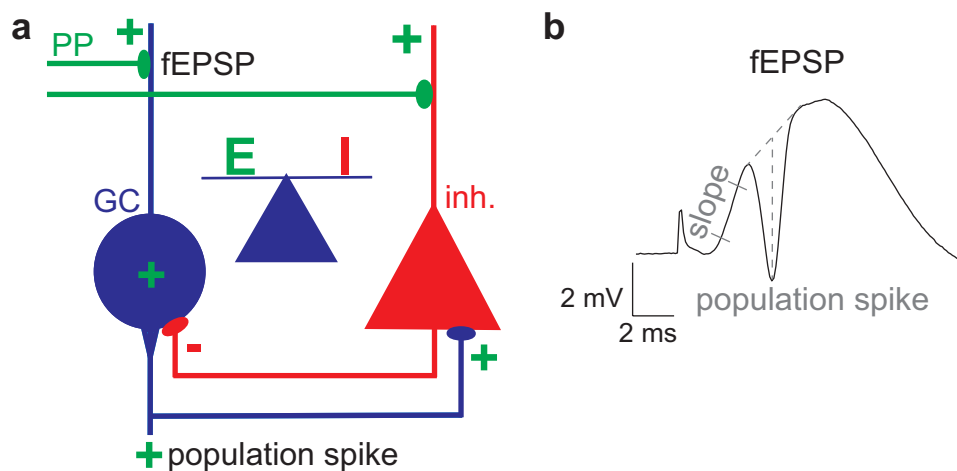 a
+
+
PP
fEPSP
E
I
GC
inh.
+
-
+
+ population spike
b
fEPSP
slope
2 mV
population spike
2 ms